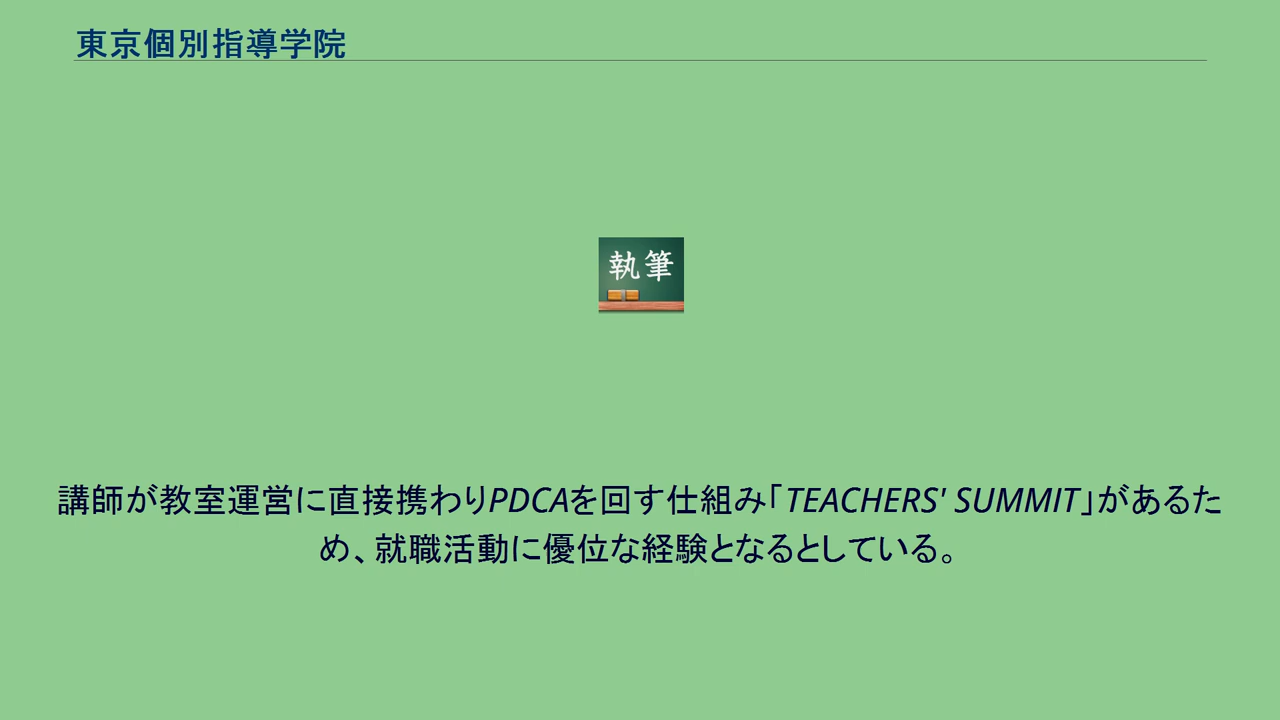 東京個別指導学院
執筆
講師が教室運営に直接携わりPDCAを回す仕組み「TEACHERS' SUMMIT」があるた
め、就職活動に優位な経験となるとしている。